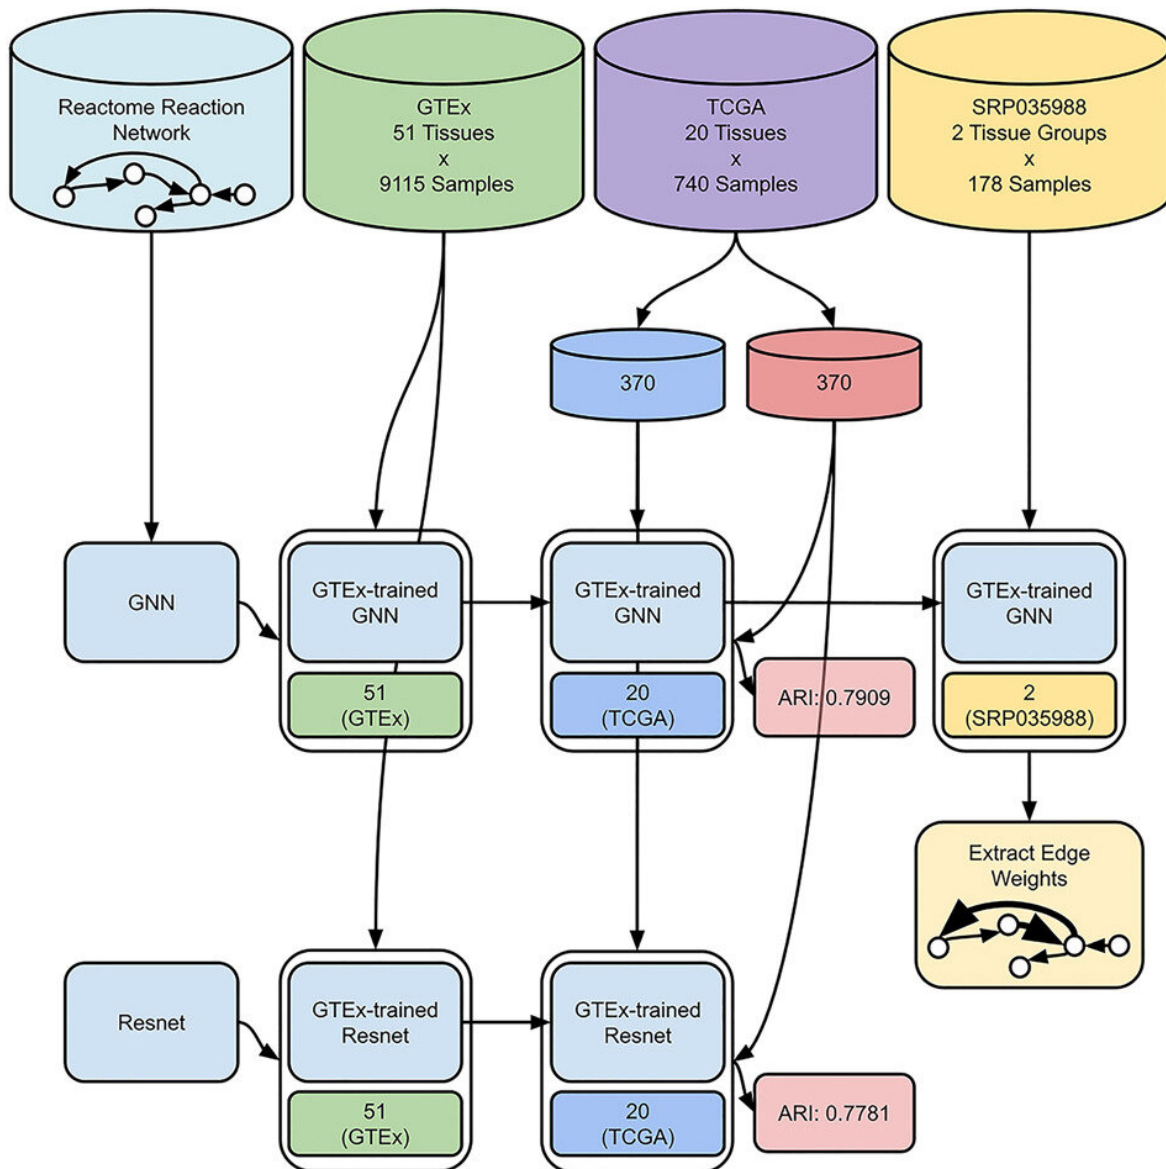 Reactome Reaction
Network
GTEx
51 Tissues
x
9115 Samples
TCGA
20 Tissues
x
740 Samples
SRP035988
2 Tissue Groups
x
178 Samples
370
370
GNN
GTEx-trained
GNN
51
(GTEx)
GTEx-trained
GNN
20
(TCGA)
ARI: 0.7909
GTEx-trained
GNN
2
(SRP035988)
Extract Edge
Weights
Resnet
GTEx-trained
Resnet
51
(GTEx)
GTEx-trained
Resnet
20
(TCGA)
ARI: 0.7781